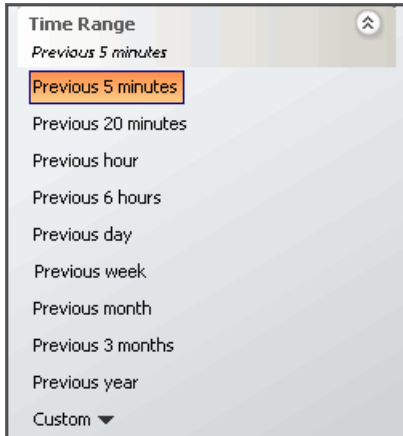 Time Range
Previous 5 minutes
Previous 5 minutes
Previous 20 minutes
Previous hour
Previous 6 hours
Previous day
Previous week
Previous month
Previous 3 months
Previous year
Custom